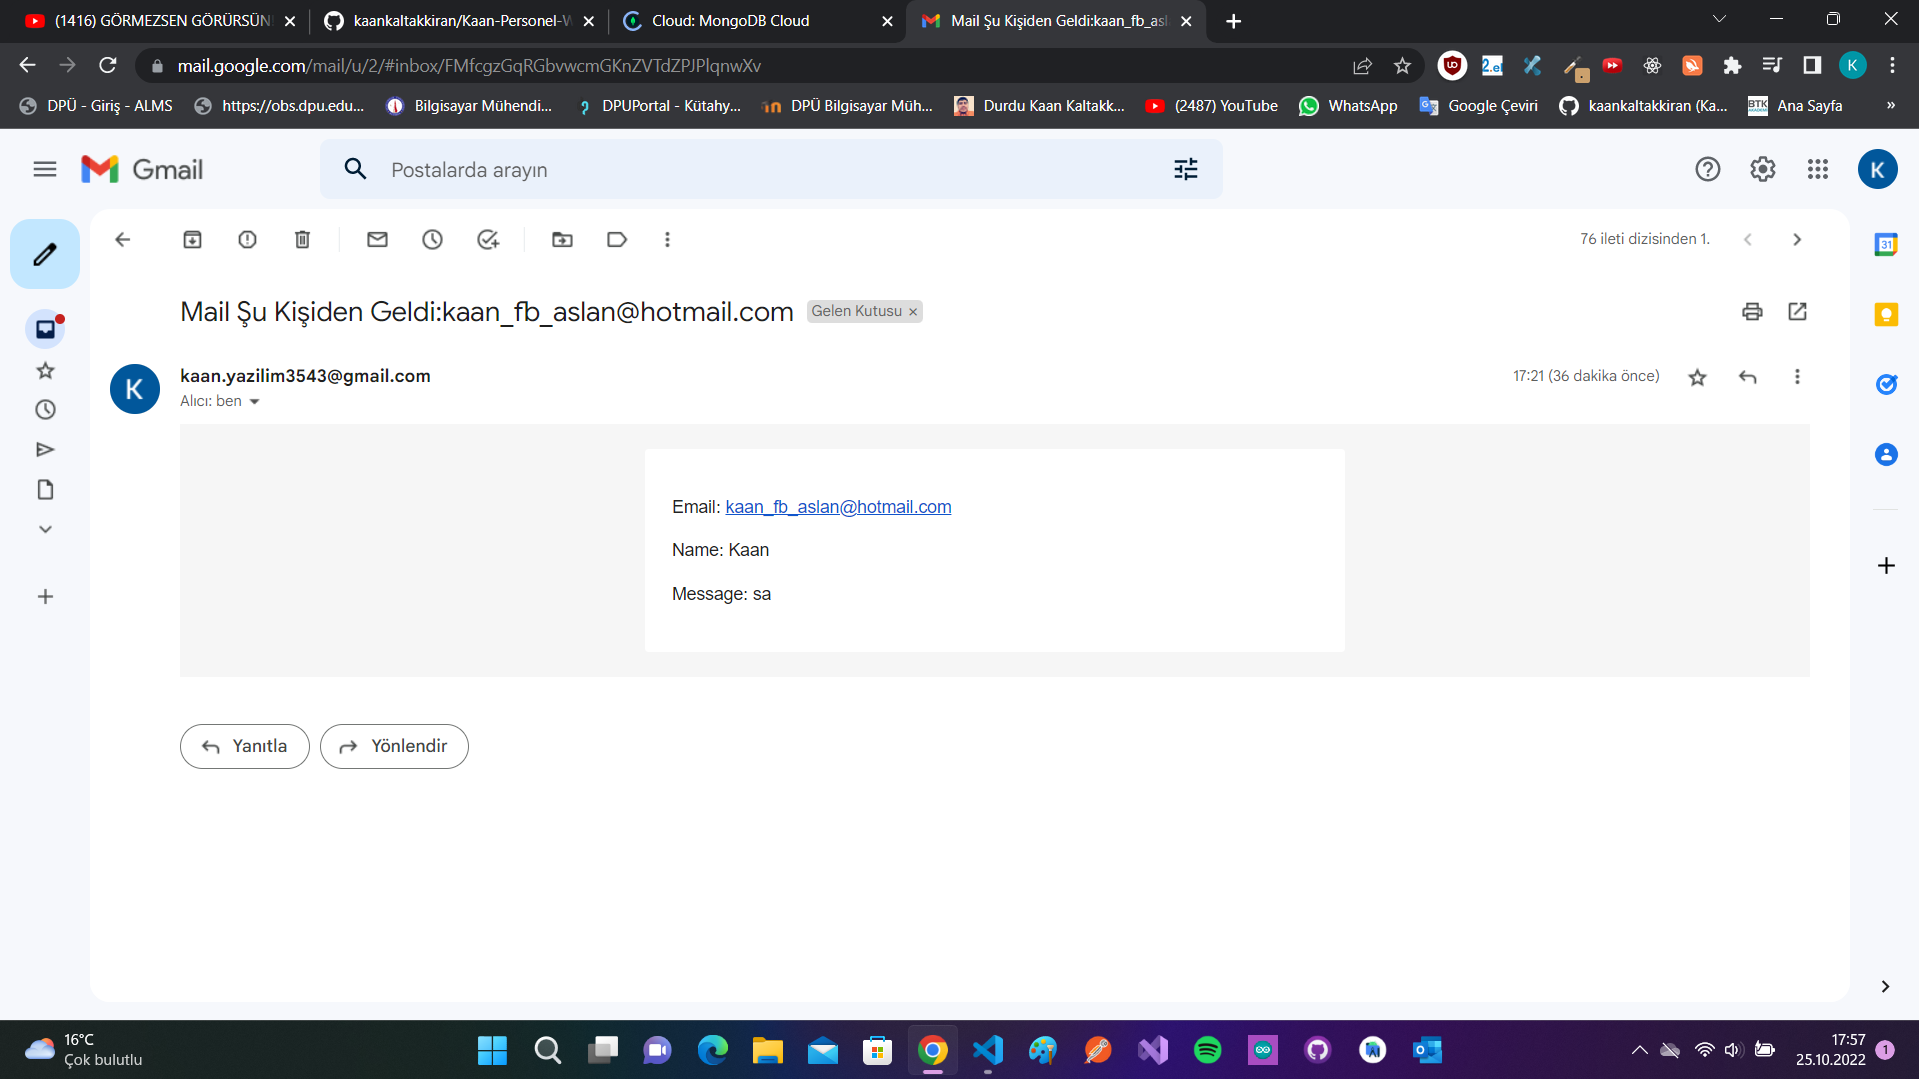 (1416) GÖRMEZSEN GÖRÜRSÜN
kaankaltakkiran/Kaan-Personel-W
Cloud: MongoDB Cloud
Mail Şu Kişiden Geldi:kaan_fb_asl
mail.google.com/mail/u/2/#inbox/FMfcgzGqRGbvwcmGKnZVTdZPJPlqnwXv
K
DPÜ - Giriş - ALMS
https://obs.dpu.edu...
Bilgisayar Mühendi...
DPUPortal - Kütahy...
DPÜ Bilgisayar Müh...
Durdu Kaan Kaltakk...
(2487) YouTube
WhatsApp
Google Çeviri
kaankaltakkiran (Ka...
BTK
Ana Sayfa
»
Gmail
Postalarda arayın
K
76 ileti dizisinden 1.
31
Mail Şu Kişiden Geldi:kaan_fb_aslan@hotmail.com
Gelen Kutusu ×
K
kaan.yazilim3543@gmail.com
17:21 (36 dakika önce)
Alıcı: ben
Email: kaan_fb_aslan@hotmail.com
Name: Kaan
Message: sa
Yanıtla
Yönlendir
16°C
Çok bulutlu
17:57
25.10.2022
1